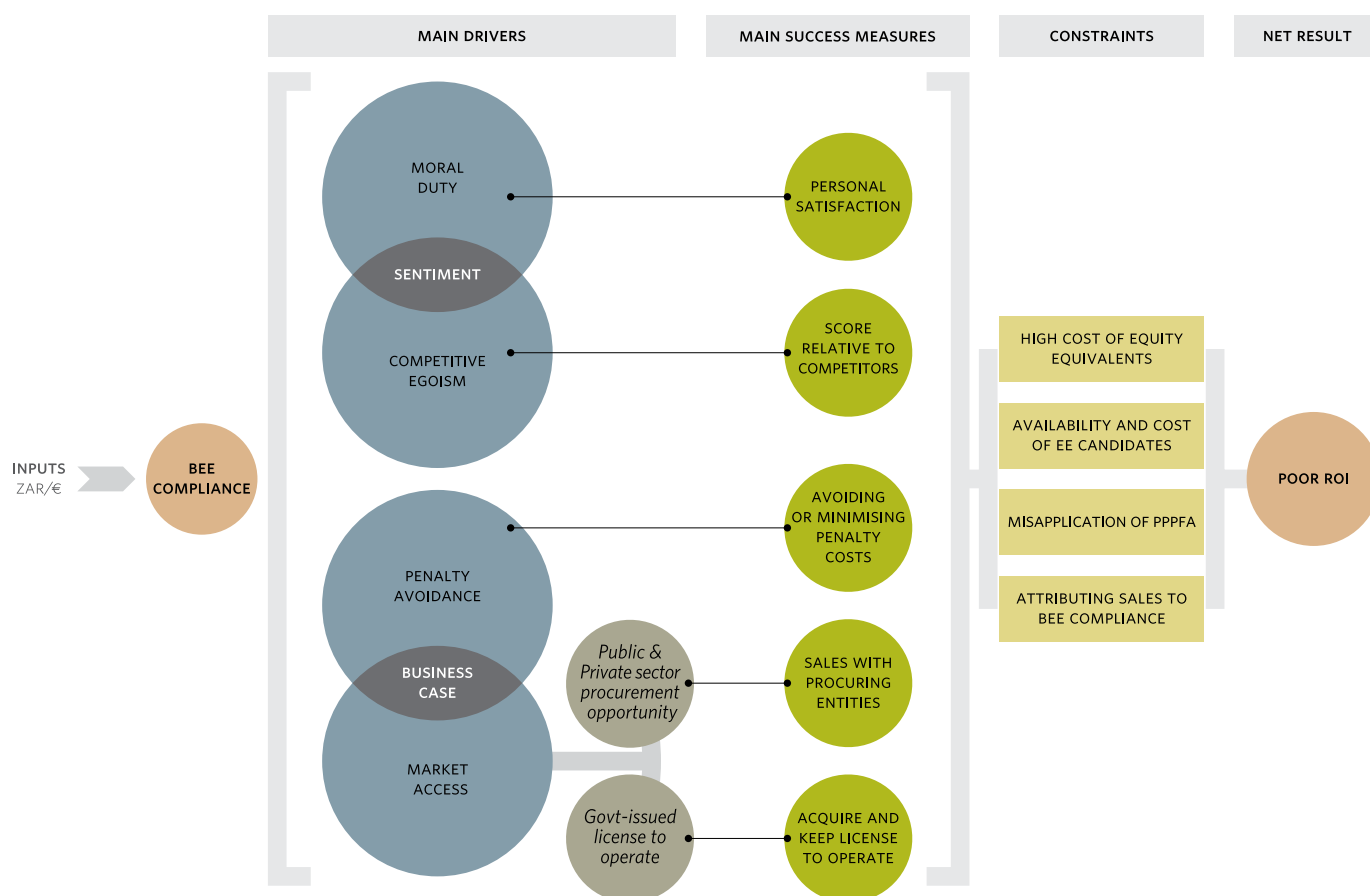 MAIN DRIVERS
MAIN SUCCESS MEASURES
CONSTRAINTS
NET RESULT
INPUTS
ZAR/€
BEE
COMPLIANCE
MORAL
DUTY
SENTIMENT
COMPETITIVE
EGOISM
PENALTY
AVOIDANCE
BUSINESS
CASE
MARKET
ACCESS
Public &
Private sector
procurement
opportunity
Govt-issued
license to
operate
PERSONAL
SATISFACTION
SCORE
RELATIVE TO
COMPETITORS
AVOIDING
OR MINIMISING
PENALTY
COSTS
SALES WITH
PROCURING
ENTITIES
ACQUIRE AND
KEEP LICENSE
TO OPERATE
HIGH COST OF EQUITY
EQUIVALENTS
AVAILABILITY AND COST
OF EE CANDIDATES
MISAPPLICATION OF PPPFA
ATTRIBUTING SALES TO
BEE COMPLIANCE
POOR ROI